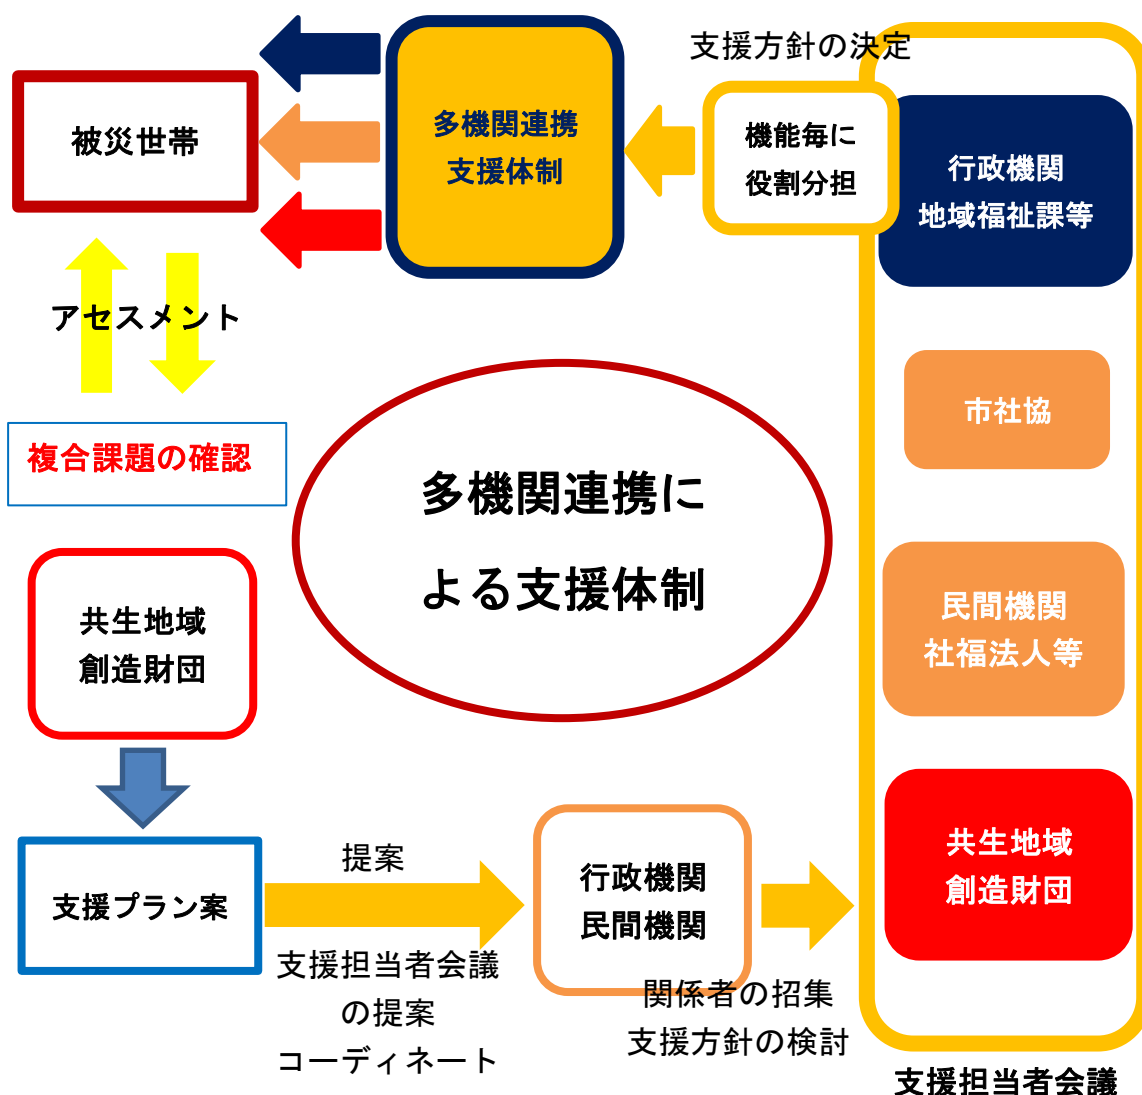 支援方針の決定
被災世帯
多機関連携
支援体制
機能毎に
役割分担
行政機関
地域福祉課等
アセスメント
市社協
複合課題の確認
多機関連携に
よる支援体制
民間機関
社福法人等
共生地域
創造財団
共生地域
創造財団
支援プラン案
提案
行政機関
民間機関
支援担当者会議
の提案
コーディネート
関係者の招集
支援方針の検討
支援担当者会議